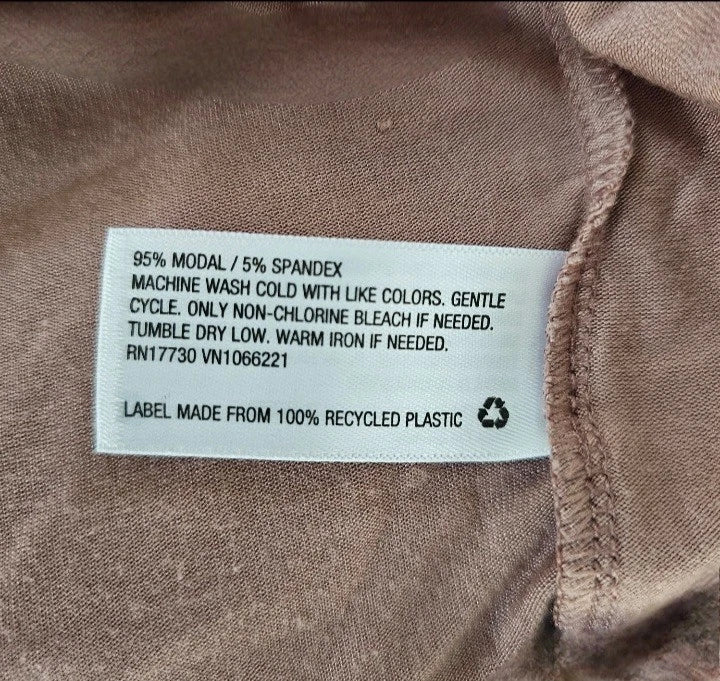 95% MODAL / 5% SPANDEX
MACHINE WASH COLD WITH LIKE COLORS. GENTLE
CYCLE. ONLY NON-CHLORINE BLEACH IF NEEDED.
TUMBLE DRY LOW. WARM IRON IF NEEDED.
RN17730 VN1066221
LABEL MADE FROM 100% RECYCLED PLASTIC